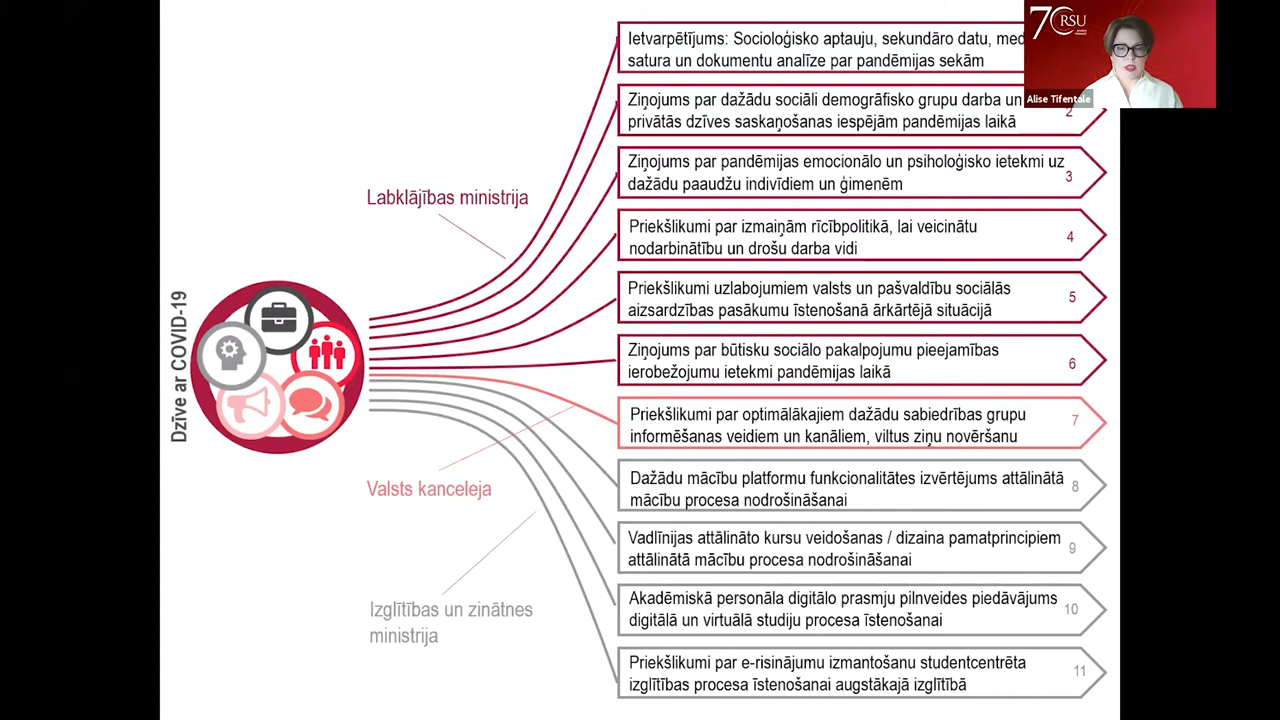 Ietvarpētījums: Socioloģisko aptauju, sekundāro datu,
satura un dokumentu analīze par pandēmijas sekām
70 RSU
Alise Tifentale
Ziņojums par dažādu sociāli demogrāfisko grupu darba un
privātās dzīves saskaņošanas iespējām pandēmijas laikā
2
Ziņojums par pandēmijas emocionālo un psiholoģisko ietekmi uz
dažādu paaudžu indivīdiem un ģimenēm
3
Labklājības ministrija
Priekšlikumi par izmaiņām rīcībpolitikā, lai veicinātu
nodarbinātību un drošu darba vidi
4
Priekšlikumi uzlabojumiem valsts un pašvaldību sociālās
aizsardzības pasākumu īstenošanā ārkārtējā situācijā
5
Dzīve ar COVID-19
Ziņojums par būtisku sociālo pakalpojumu pieejamības
ierobežojumu ietekmi pandēmijas laikā
6
Priekšlikumi par optimālākajiem dažādu sabiedrības grupu
informēšanas veidiem un kanāliem, viltus ziņu novēršanu
7
Valsts kanceleja
Dažādu mācību platformu funkcionalitātes izvērtējums attālinātā
mācību procesa nodrošināšanai
8
Vadlīnijas attālināto kursu veidošanas / dizaina pamatprincipiem
attālinātā mācību procesa nodrošināšanai
9
Izglītības un zinātnes
ministrija
Akadēmiskā personāla digitālo prasmju pilnveides piedāvājums
digitālā un virtuālā studiju procesa īstenošanai
10
Priekšlikumi par e-risinājumu izmantošanu studentcentrēta
izglītības procesa īstenošanai augstākajā izglītībā
11